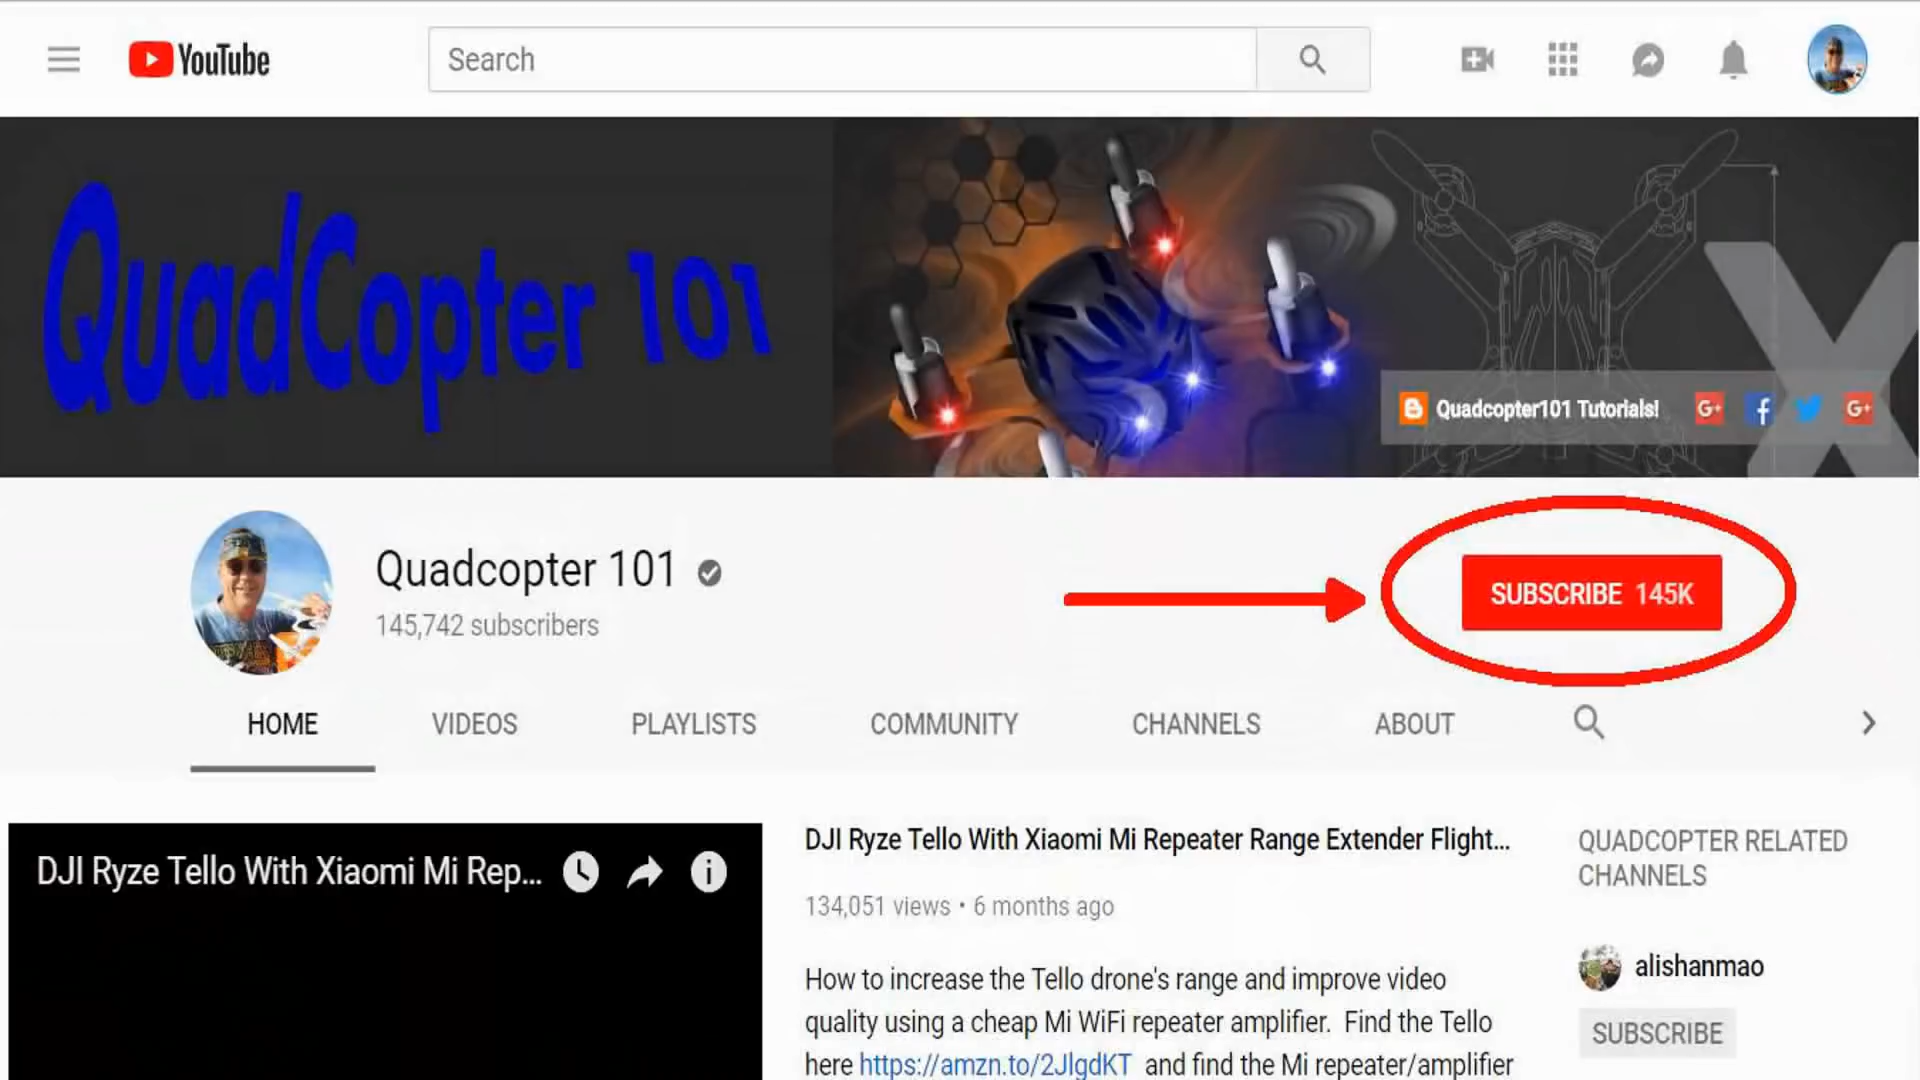 YouTube
Search
QuadCopter 101
X
Quadcopter101 Tutorials!
G+ f G+
Quadcopter 101
145,742 subscribers
SUBSCRIBE 145K
HOME VIDEOS PLAYLISTS COMMUNITY CHANNELS ABOUT
DJI Ryze Tello With Xiaomi Mi Rep...
DJI Ryze Tello With Xiaomi Mi Repeater Range Extender Flight...
134,051 views • 6 months ago
How to increase the Tello drone's range and improve video
quality using a cheap Mi WiFi repeater amplifier. Find the Tello
here https://amzn.to/2JlgdKT and find the Mi repeater/amplifier
QUADCOPTER RELATED
CHANNELS
alishanmao
SUBSCRIBE